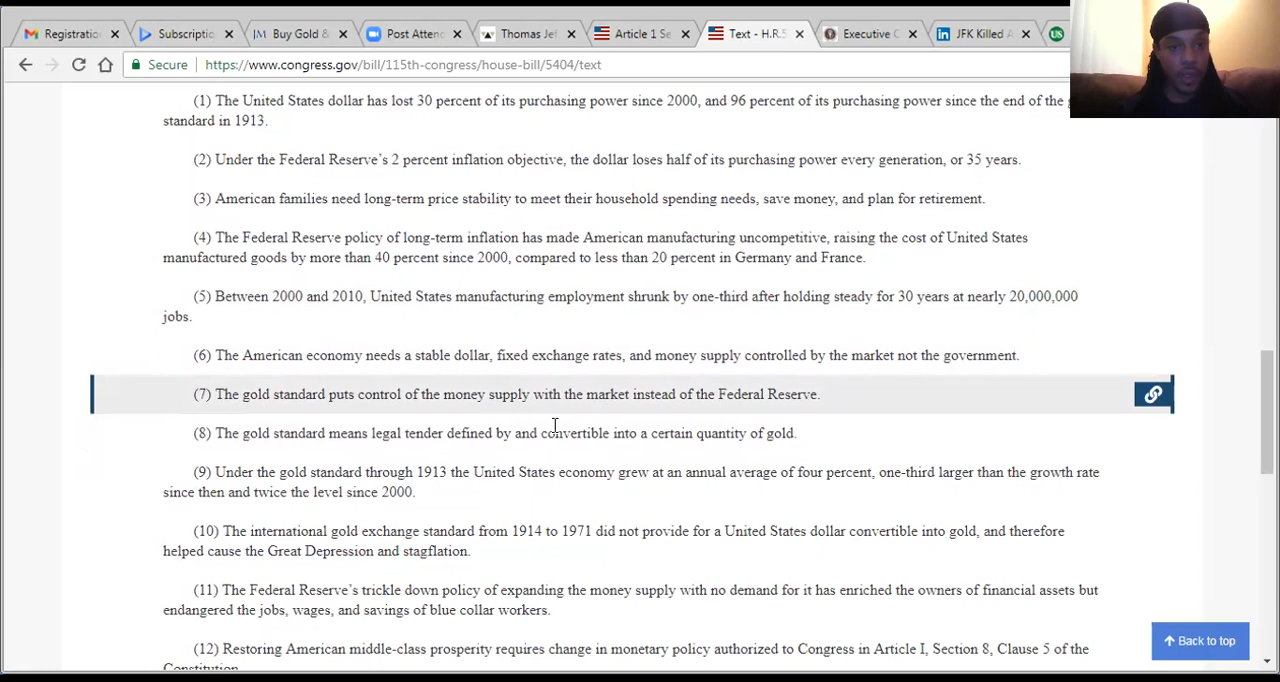 Registratio
Subscriptio
Buy Gold &
Post Atten
Thomas Jef
Article 1 Se
Text - H.R.5
Executive O
JFK Killed A
US
Secure
https://www.congress.gov/bill/115th-congress/house-bill/5404/text
(1) The United States dollar has lost 30 percent of its purchasing power since 2000, and 96 percent of its purchasing power since the end of the
standard in 1913.
(2) Under the Federal Reserve’s 2 percent inflation objective, the dollar loses half of its purchasing power every generation, or 35 years.
(3) American families need long-term price stability to meet their household spending needs, save money, and plan for retirement.
(4) The Federal Reserve policy of long-term inflation has made American manufacturing uncompetitive, raising the cost of United States
manufactured goods by more than 40 percent since 2000, compared to less than 20 percent in Germany and France.
(5) Between 2000 and 2010, United States manufacturing employment shrunk by one-third after holding steady for 30 years at nearly 20,000,000
jobs.
(6) The American economy needs a stable dollar, fixed exchange rates, and money supply controlled by the market not the government.
(7) The gold standard puts control of the money supply with the market instead of the Federal Reserve.
(8) The gold standard means legal tender defined by and convertible into a certain quantity of gold.
(9) Under the gold standard through 1913 the United States economy grew at an annual average of four percent, one-third larger than the growth rate
since then and twice the level since 2000.
(10) The international gold exchange standard from 1914 to 1971 did not provide for a United States dollar convertible into gold, and therefore
helped cause the Great Depression and stagflation.
(11) The Federal Reserve’s trickle down policy of expanding the money supply with no demand for it has enriched the owners of financial assets but
endangered the jobs, wages, and savings of blue collar workers.
(12) Restoring American middle-class prosperity requires change in monetary policy authorized to Congress in Article I, Section 8, Clause 5 of the
Constitution.
Back to top